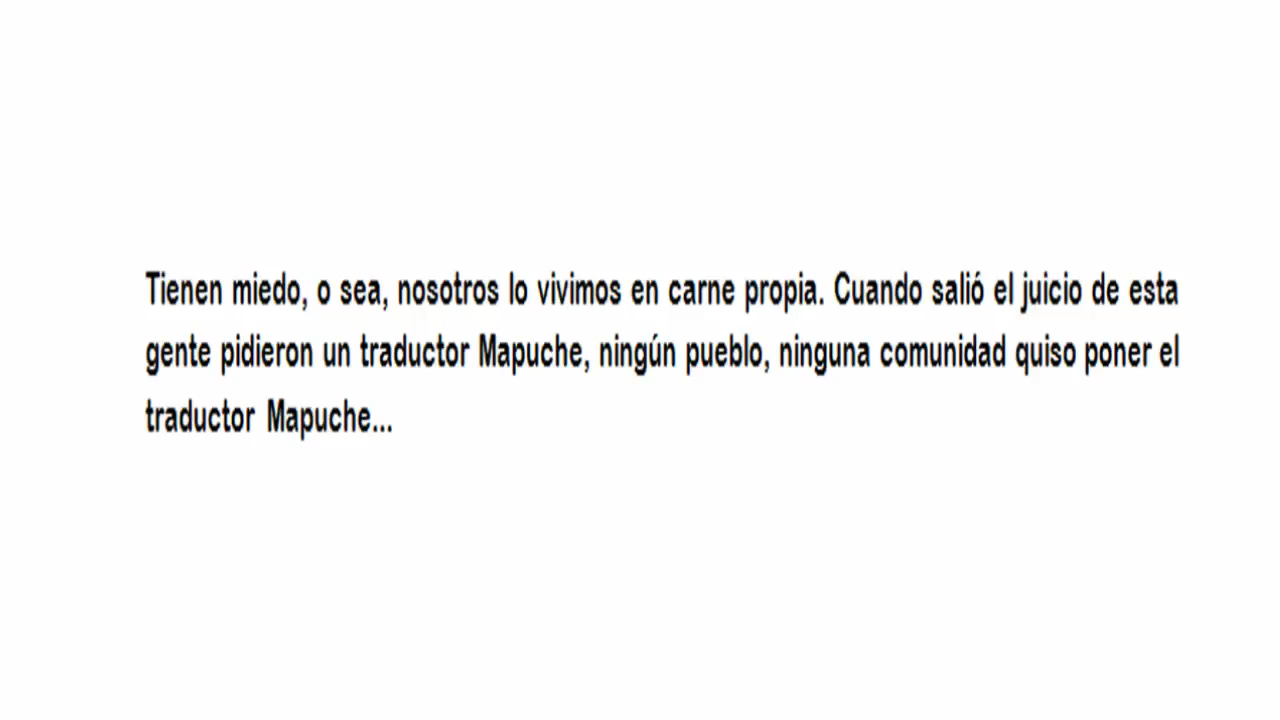 Tienen miedo, o sea, nosotros lo vivimos en carne propia. Cuando salió el juicio de esta
gente pidieron un traductor Mapuche, ningún pueblo, ninguna comunidad quiso poner el
traductor Mapuche...